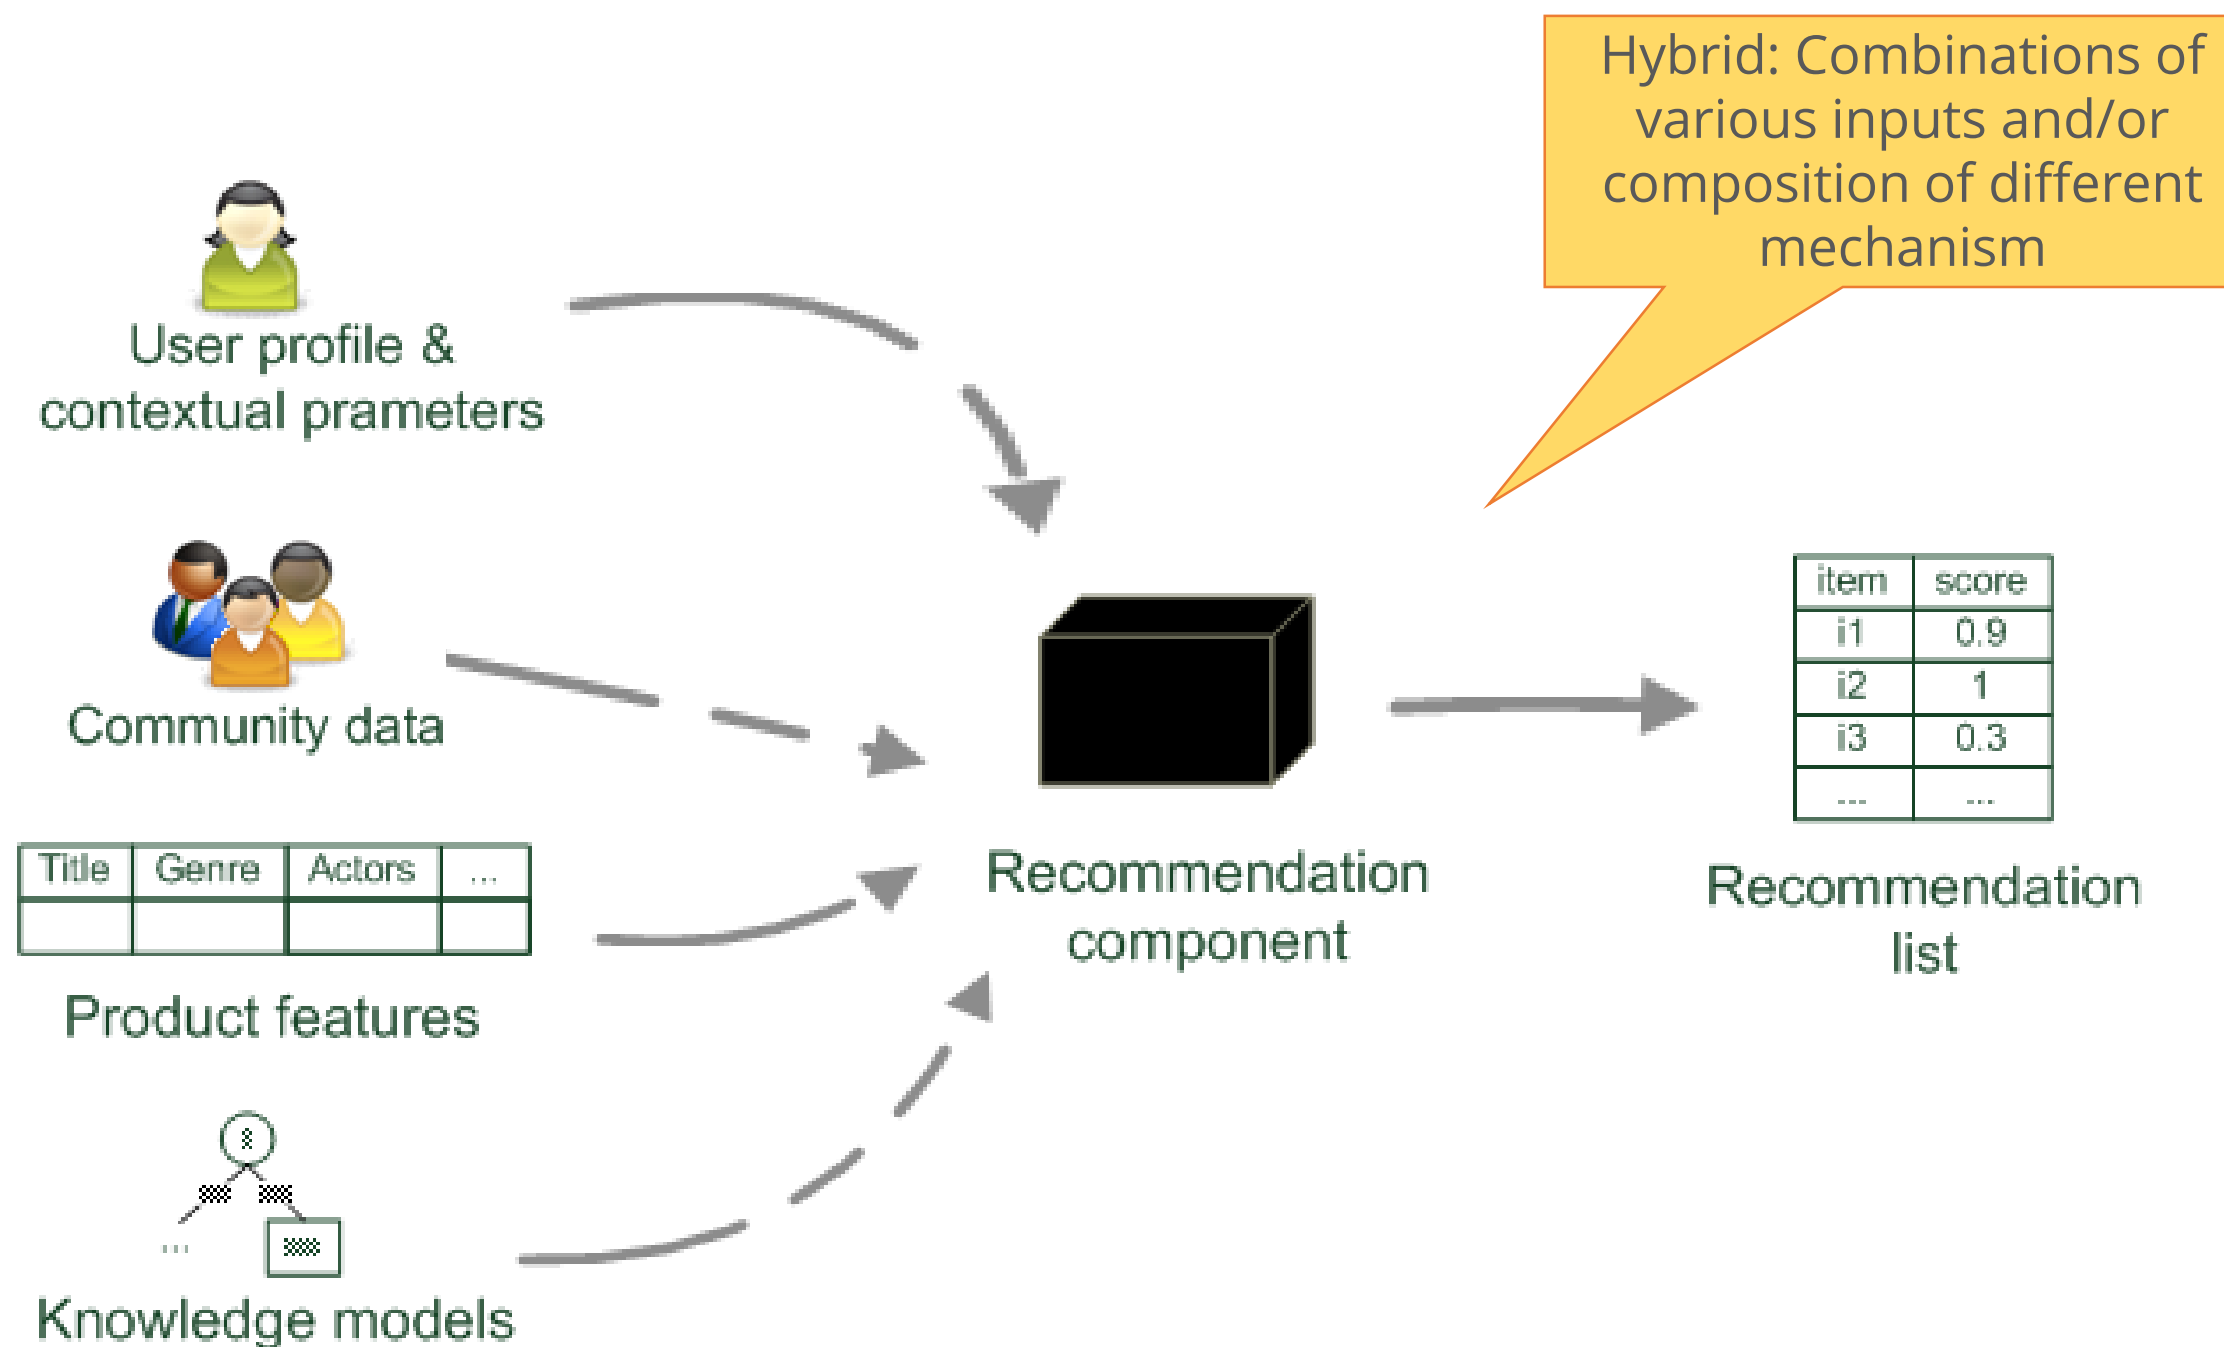 Hybrid: Combinations of
various inputs and/or
composition of different
mechanism
User profile &
contextual prameters
Community data
Title Genre Actors ...
Product features
...
Knowledge models
Recommendation
component
item score
i1 0.9
i2 1
i3 0.3
... ...
Recommendation
list